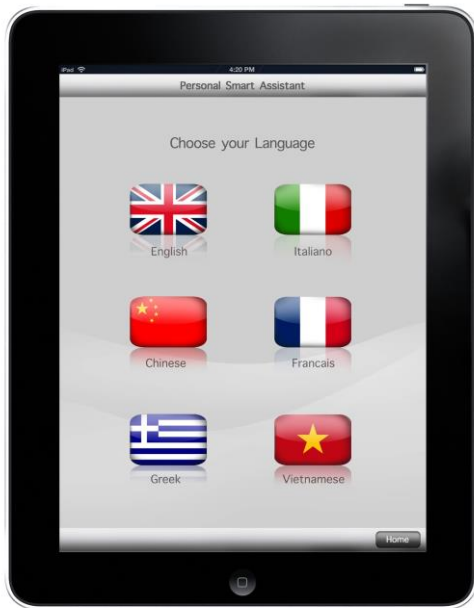 iPad 4:20 PM
Personal Smart Assistant
Choose your Language
English Italiano
Chinese Francais
Greek Vietnamese
Home